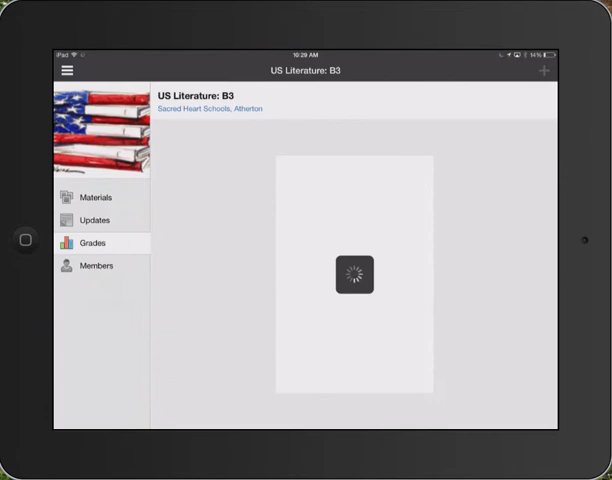 iPad
10:29 AM
14%
US Literature: B3
US Literature: B3
Sacred Heart Schools, Atherton
Materials
Updates
Grades
Members